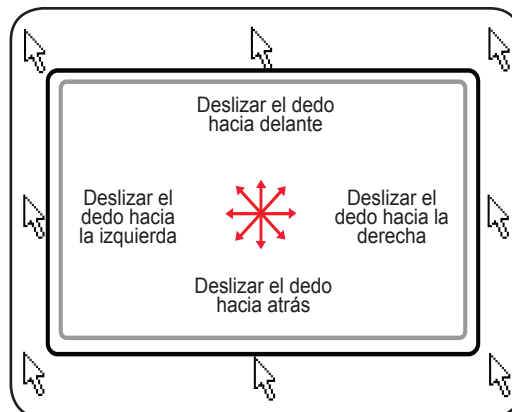 Deslizar el dedo
hacia delante
Deslizar el
dedo hacia
la izquierda
Deslizar el
dedo hacia la
derecha
Deslizar el dedo
hacia atrás